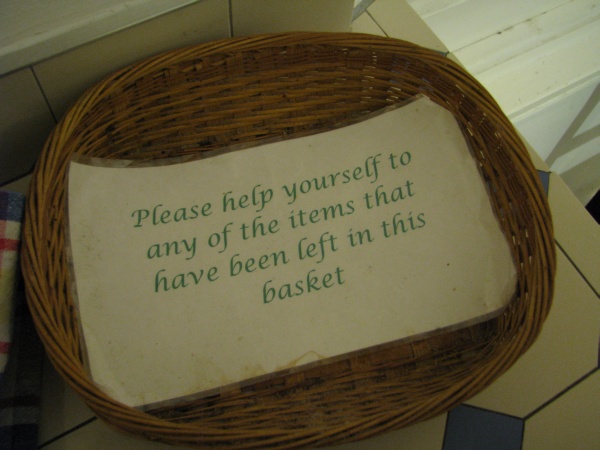 Please help yourself to
any of the items that
have been left in this
basket